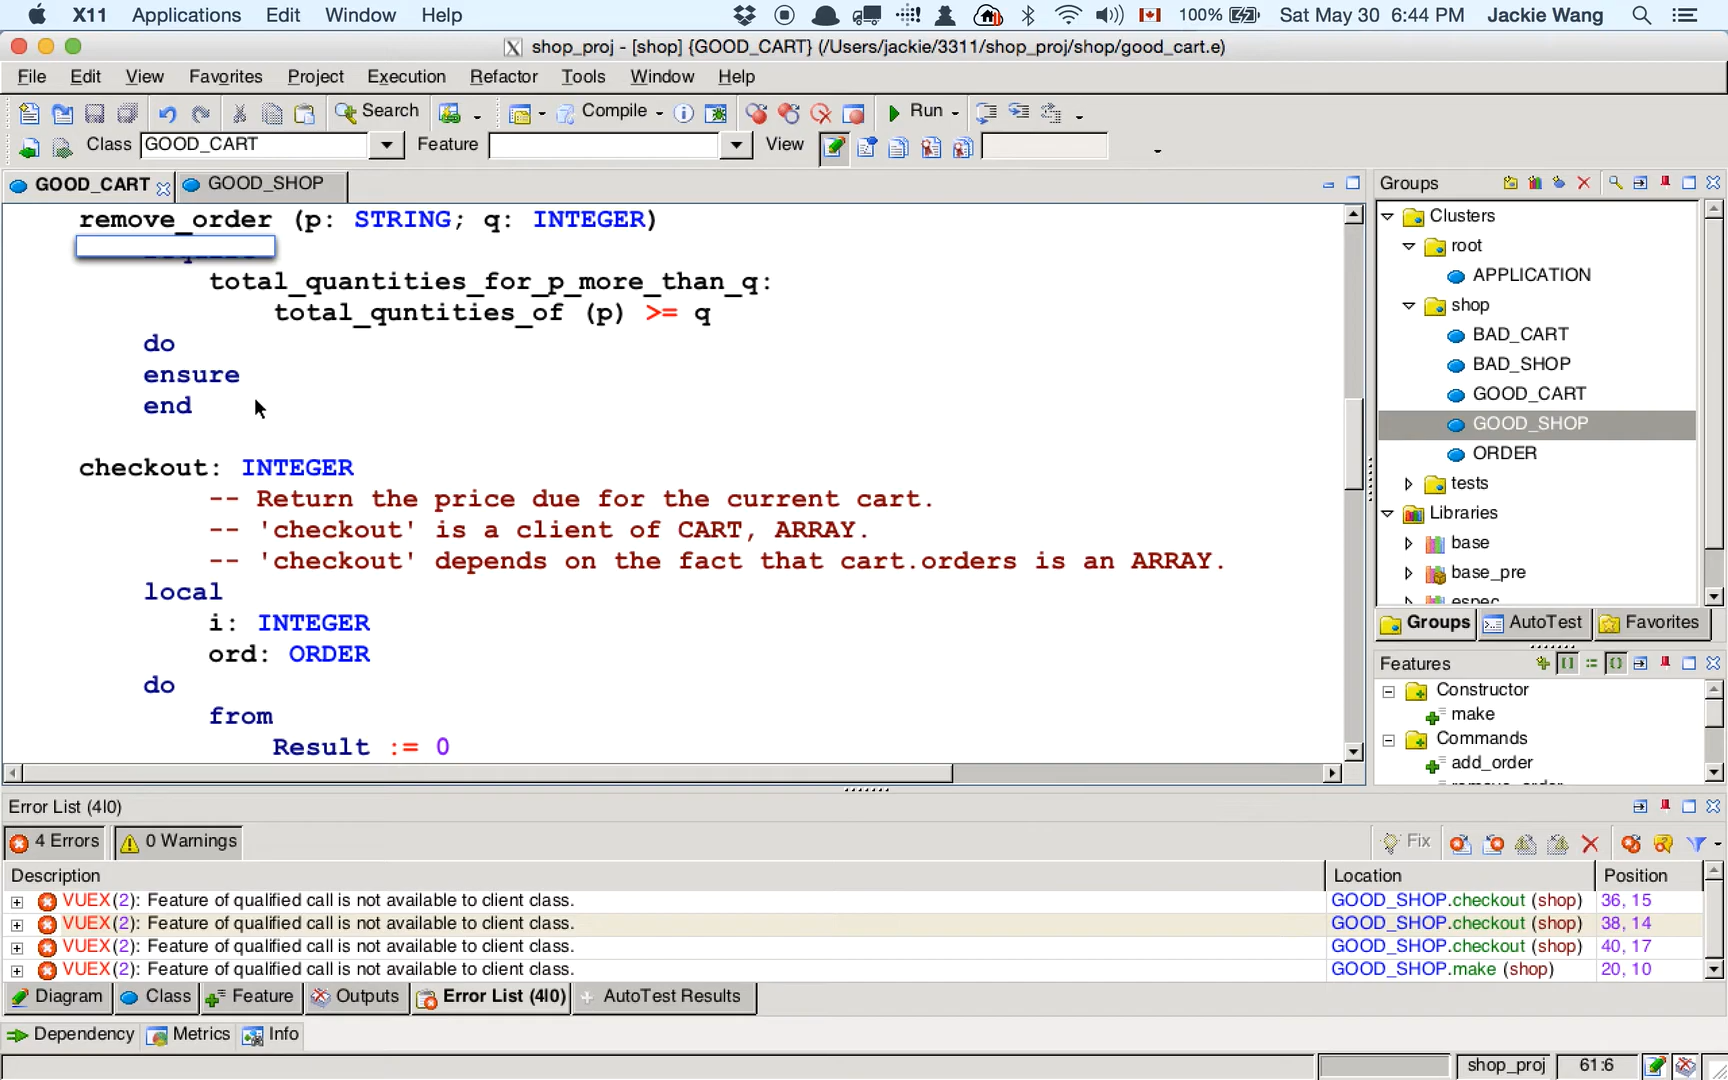 X11 Applications Edit Window Help 100% Sat May 30 6:44 PM Jackie Wang
shop_proj - [shop] {GOOD_CART} (/Users/jackie/3311/shop_proj/shop/good_cart.e)
File Edit View Favorites Project Execution Refactor Tools Window Help
Search Compile Run
Class GOOD_CART Feature View
GOOD_CART GOOD_SHOP
remove_order (p: STRING; q: INTEGER)
total_quantities_for_p_more_than_q:
total_quntities_of (p) >= q
do
ensure
end
checkout: INTEGER
-- Return the price due for the current cart.
-- 'checkout' is a client of CART, ARRAY.
-- 'checkout' depends on the fact that cart.orders is an ARRAY.
local
i: INTEGER
ord: ORDER
do
from
Result := 0
Groups
Clusters
root
APPLICATION
shop
BAD_CART
BAD_SHOP
GOOD_CART
GOOD_SHOP
ORDER
tests
Libraries
base
base_pre
espec
Groups AutoTest Favorites
Features
Constructor
make
Commands
add_order
remove_order
Error List (4|0)
4 Errors 0 Warnings Fix
Description Location Position
VUEX(2): Feature of qualified call is not available to client class. GOOD_SHOP.checkout (shop) 36, 15
VUEX(2): Feature of qualified call is not available to client class. GOOD_SHOP.checkout (shop) 38, 14
VUEX(2): Feature of qualified call is not available to client class. GOOD_SHOP.checkout (shop) 40, 17
VUEX(2): Feature of qualified call is not available to client class. GOOD_SHOP.make (shop) 20, 10
Diagram Class Feature Outputs Error List (4|0) AutoTest Results
Dependency Metrics Info
shop_proj 61:6